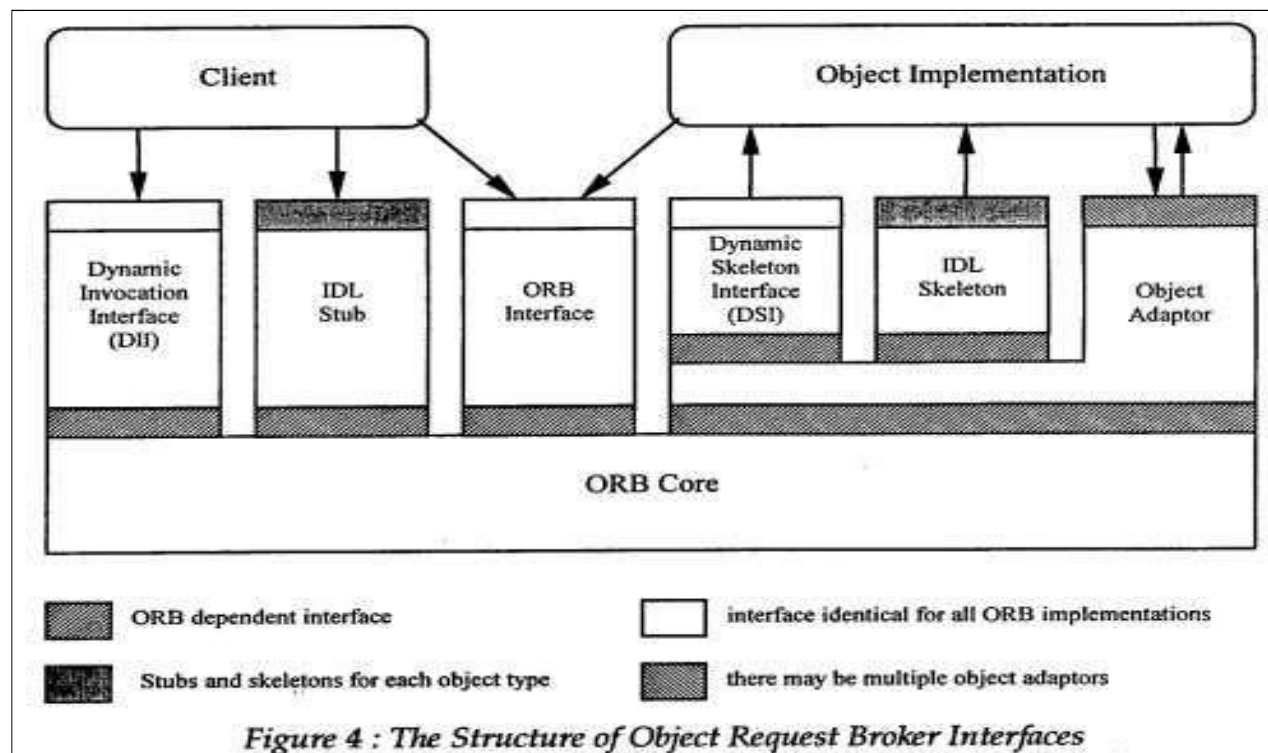 Client
Object Implementation
Dynamic
Invocation
Interface
(DII)
IDL
Stub
ORB
Interface
Dynamic
Skeleton
Interface
(DSI)
IDL
Skeleton
Object
Adaptor
ORB Core
ORB dependent interface
interface identical for all ORB implementations
Stubs and skeletons for each object type
there may be multiple object adaptors
Figure 4 : The Structure of Object Request Broker Interfaces